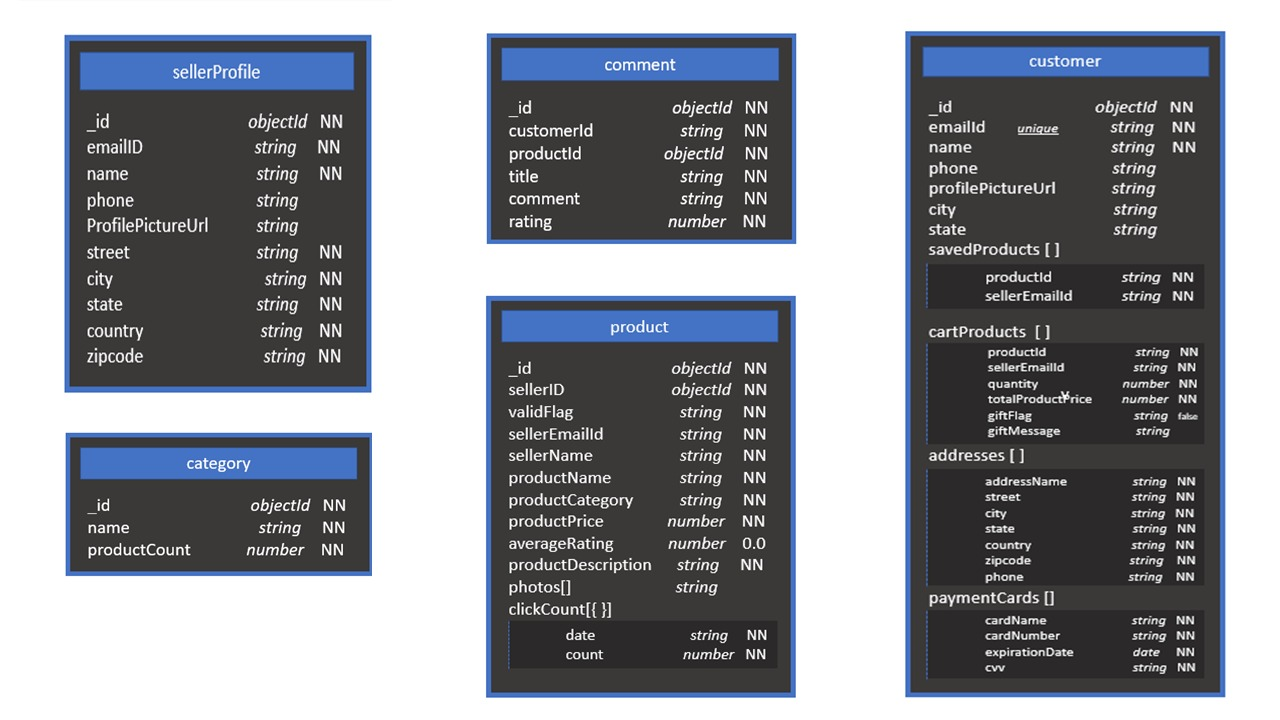 sellerProfile
_id objectId NN
emailID string NN
name string NN
phone string
ProfilePictureUrl string
street string NN
city string NN
state string NN
country string NN
zipcode string NN
category
_id objectId NN
name string NN
productCount number NN
comment
_id objectId NN
customerId string NN
productId objectId NN
title string NN
comment string NN
rating number NN
product
_id objectId NN
sellerID objectId NN
validFlag string NN
sellerEmailId string NN
sellerName string NN
productName string NN
productCategory string NN
productPrice number NN
averageRating number 0.0
productDescription string NN
photos[] string
clickCount[{ }]
date string NN
count number NN
customer
_id objectId NN
emailId unique string NN
name string NN
phone string
profilePictureUrl string
city string
state string
savedProducts [ ]
productId string NN
sellerEmailId string NN
cartProducts [ ]
productId string NN
sellerEmailId string NN
quantity number NN
totalProductPrice number NN
giftFlag string false
giftMessage string
addresses [ ]
addressName string NN
street string NN
city string NN
state string NN
country string NN
zipcode string NN
phone string NN
paymentCards []
cardName string NN
cardNumber string NN
expirationDate date NN
cvv string NN